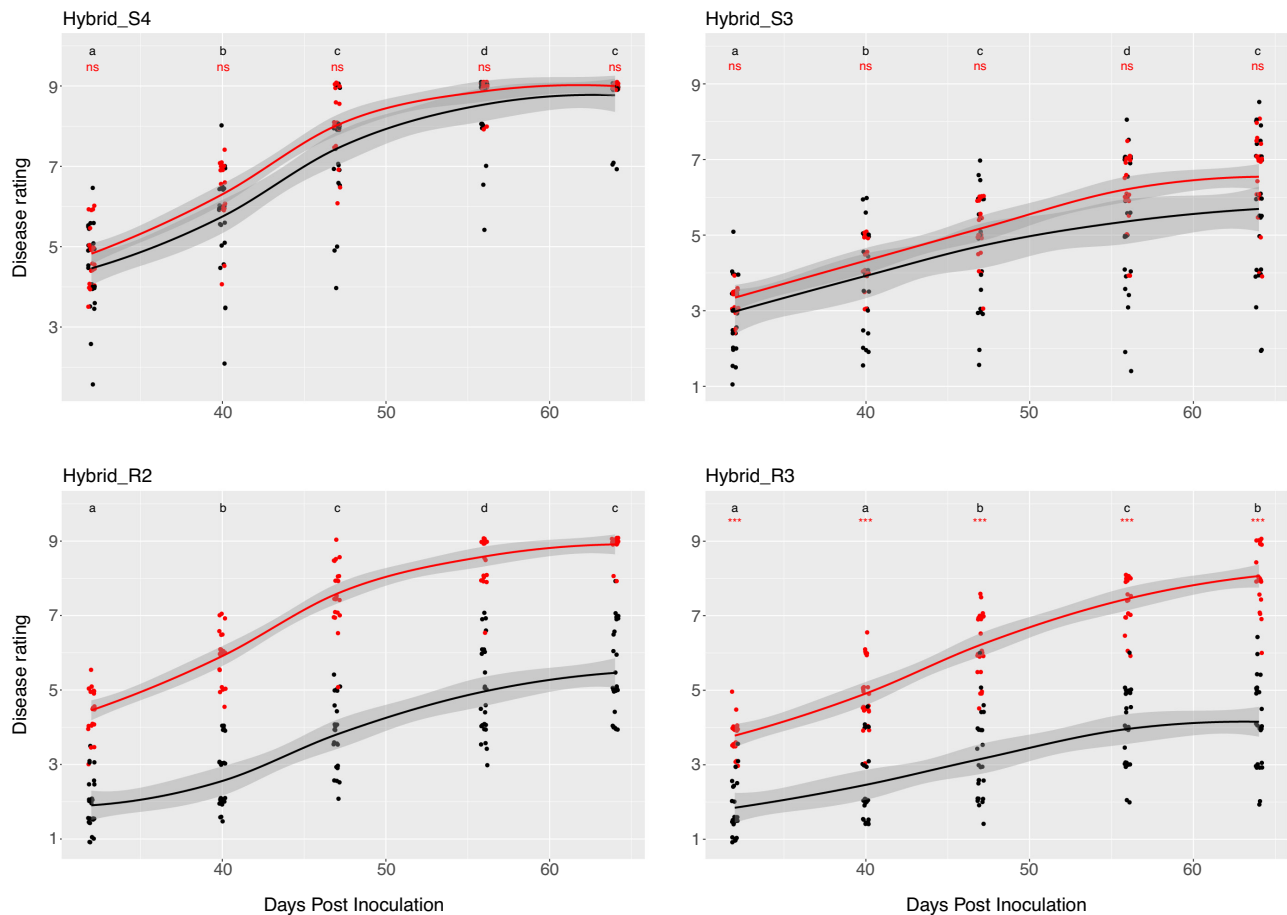 Hybrid_S4
a b c d c
ns ns ns ns ns
Disease rating
9
7
5
3
40 50 60
Hybrid_S3
a b c d c
ns ns ns ns ns
9
7
5
3
1
40 50 60
Hybrid_R2
a b c d c
Disease rating
9
7
5
3
1
40 50 60
Days Post Inoculation
Hybrid_R3
a a b c b
*** *** *** *** ***
9
7
5
3
1
40 50 60
Days Post Inoculation